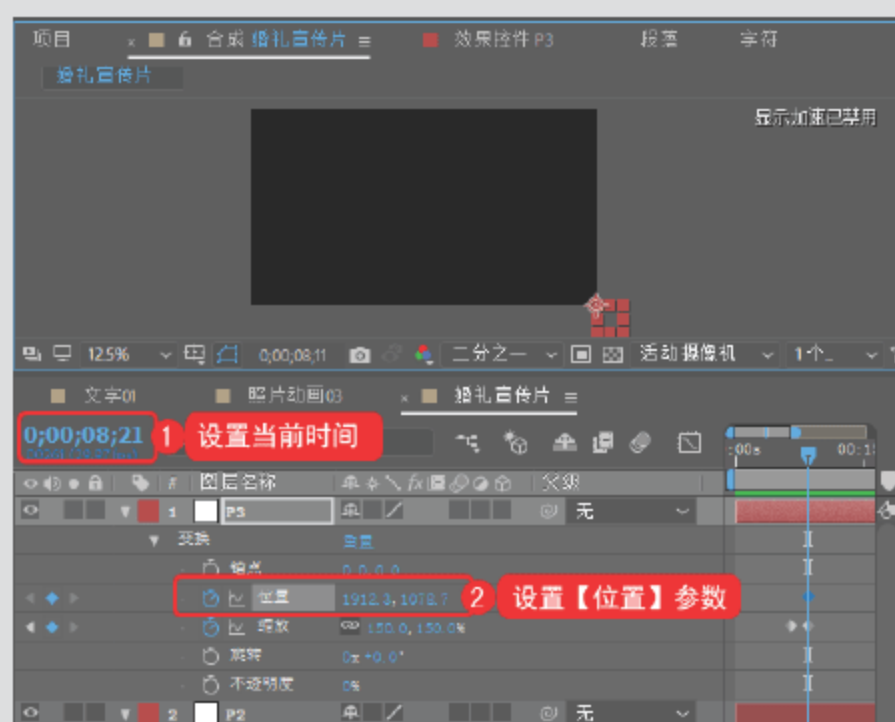 项目 合成 婚礼宣传片 效果控件 P3 段落 字符
婚礼宣传片
显示加速已禁用
12.5% 0;00;08;11 二分之一 活动摄像机 1个
文字01 照片动画03 婚礼宣传片
0;00;08;21 1 设置当前时间
:00s 00:1
# 图层名称 fx 父级
1 P3 无
变换 重置
锚点 0.0,0.0
位置 1912.3,1078.7 2 设置【位置】参数
缩放 150.0,150.0%
旋转 0x+0.0°
不透明度 0%
2 P2 无